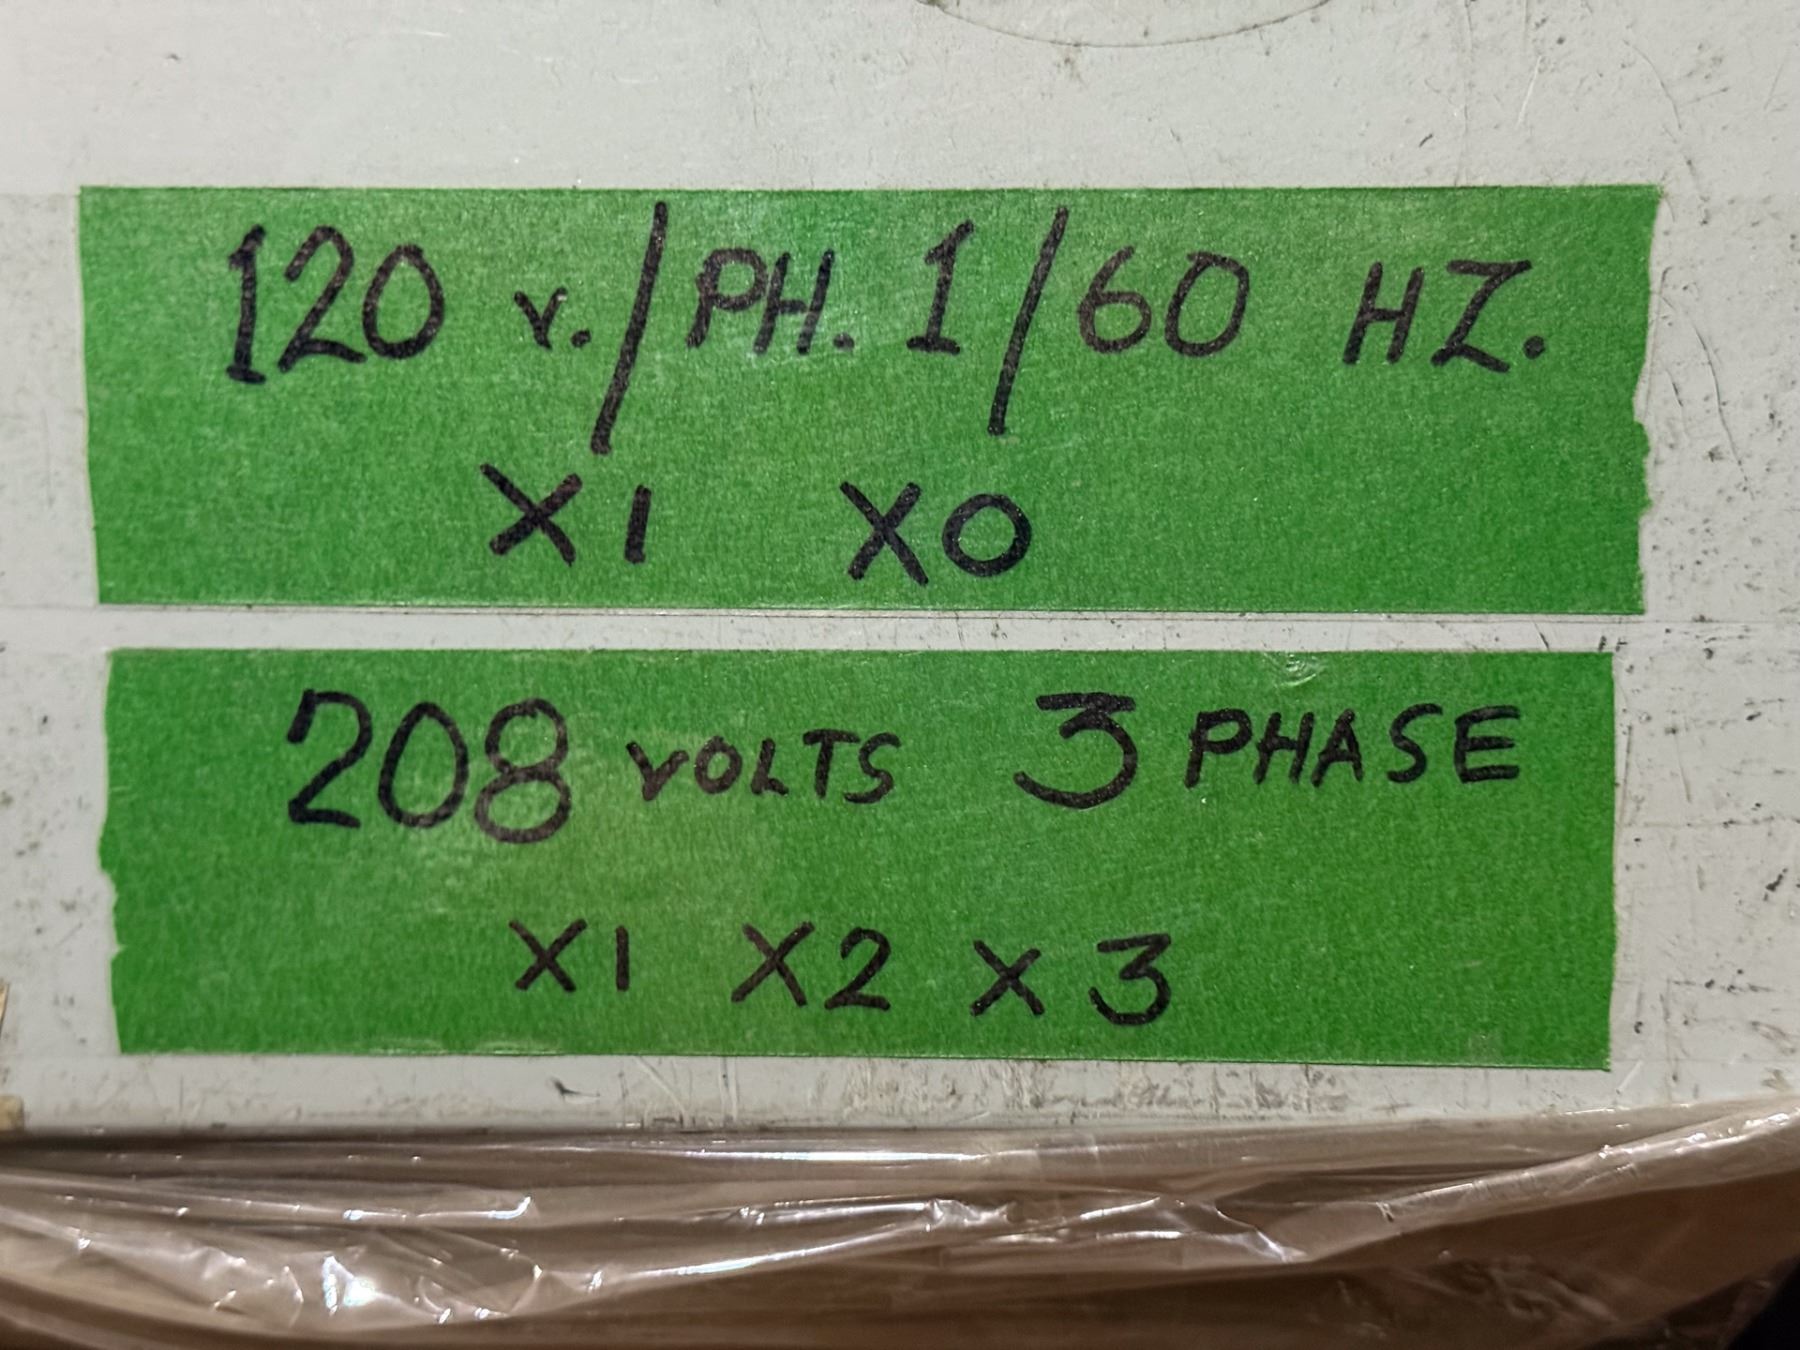 120 v./PH. 1/60 HZ.
X1 X0
208 VOLTS 3 PHASE
X1 X2 X3